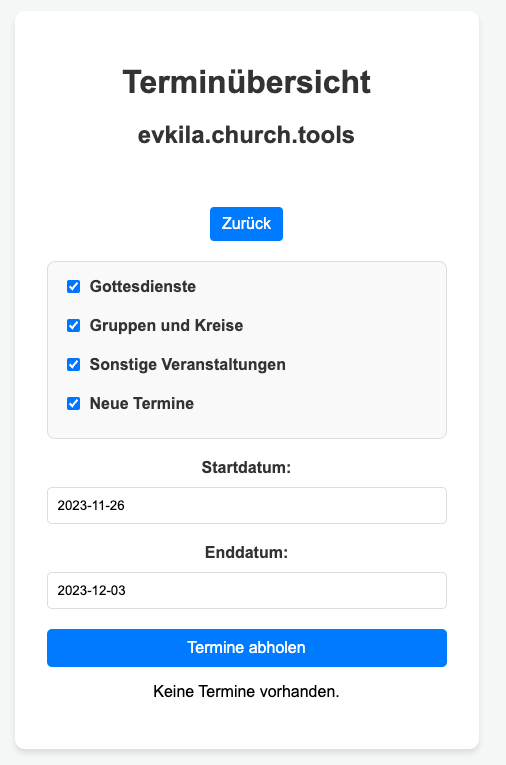 Terminübersicht
evkila.church.tools
Zurück
Gottesdienste
Gruppen und Kreise
Sonstige Veranstaltungen
Neue Termine
Startdatum:
2023-11-26
Enddatum:
2023-12-03
Termine abholen
Keine Termine vorhanden.